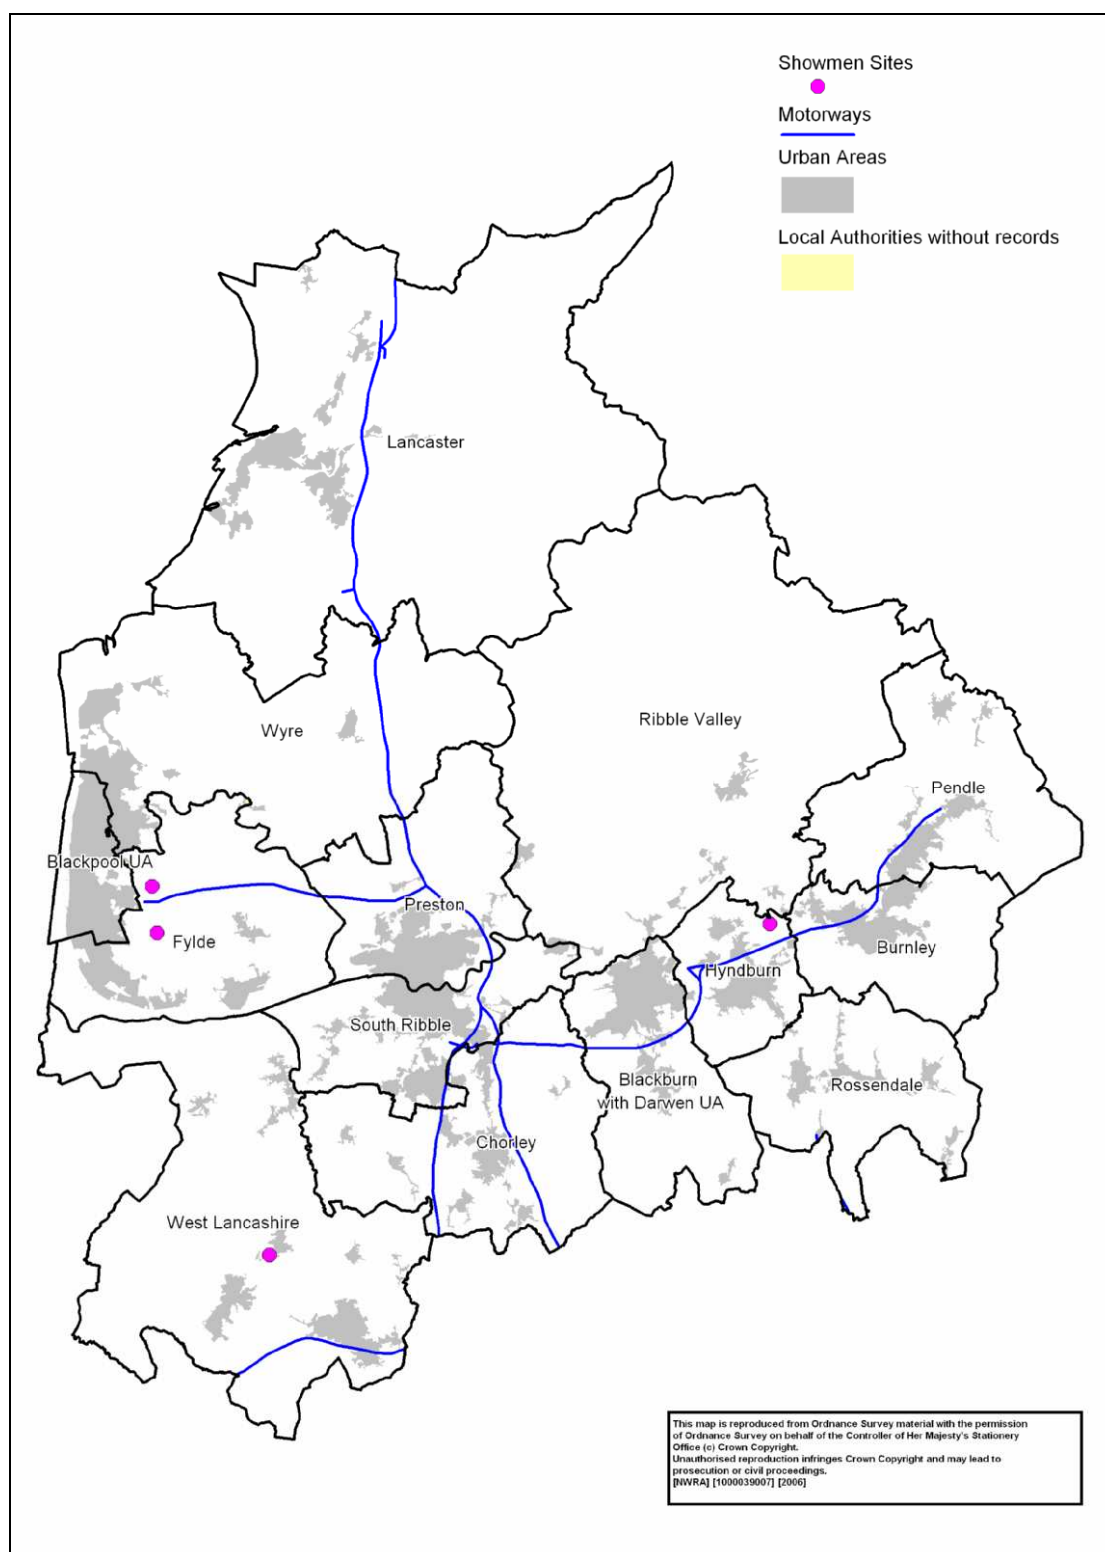 Showmen Sites
Motorways
Urban Areas
Local Authorities without records
Lancaster
Wyre
Ribble Valley
Pendle
Blackpool UA
Preston
Fylde
Burnley
Hyndburn
South Ribble
Blackburn
with Darwen UA
Rossendale
Chorley
West Lancashire
This map is reproduced from Ordnance Survey material with the permission
of Ordnance Survey on behalf of the Controller of Her Majesty's Stationery
Office (c) Crown Copyright.
Unauthorised reproduction infringes Crown Copyright and may lead to
prosecution or civil proceedings.
[NWRA] [1000039007] [2006]